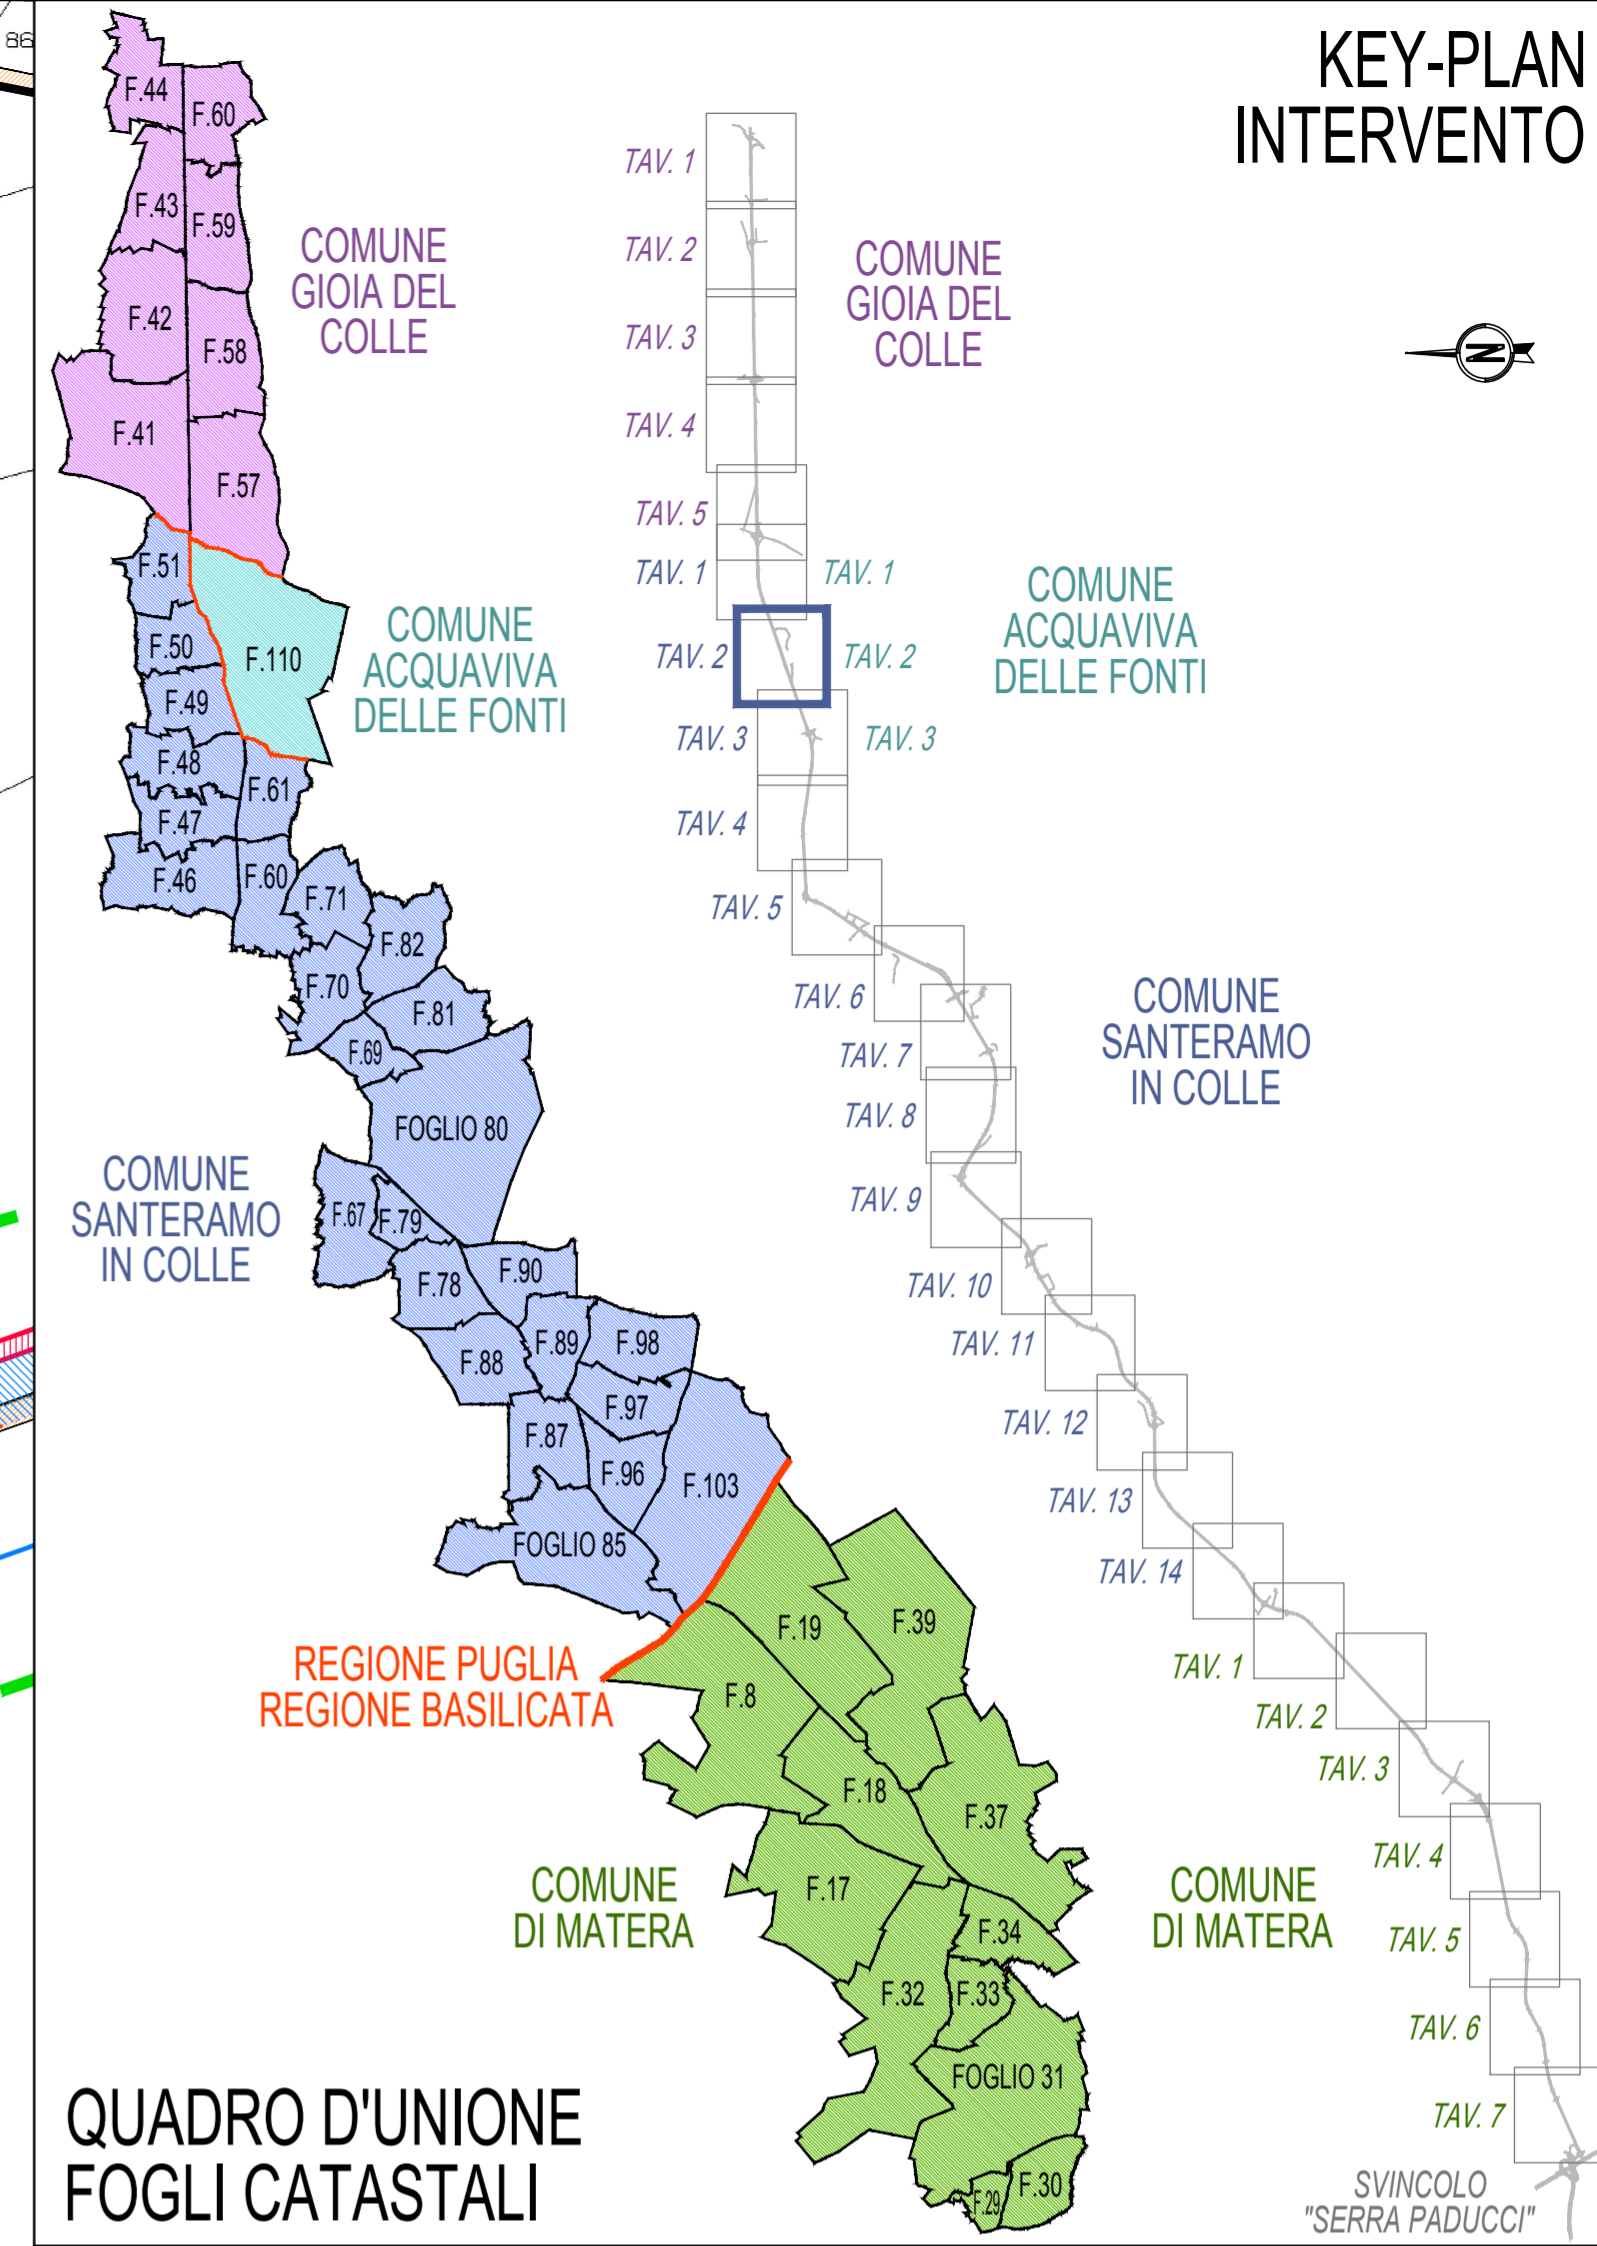 86
KEY-PLAN
INTERVENTO
N
F.44
F.60
F.43
F.59
F.42
F.58
F.41
F.57
COMUNE
GIOIA DEL
COLLE
F.51
F.50
F.110
F.49
F.48
F.61
F.47
F.46
F.60
F.71
F.82
F.70
F.81
F.69
FOGLIO 80
F.67
F.79
F.78
F.90
F.89
F.98
F.88
F.97
F.87
F.96
F.103
FOGLIO 85
COMUNE
ACQUAVIVA
DELLE FONTI
COMUNE
SANTERAMO
IN COLLE
REGIONE PUGLIA
REGIONE BASILICATA
F.19
F.39
F.8
F.18
F.37
F.17
F.34
F.32
F.33
FOGLIO 31
F.30
F.29
COMUNE
DI MATERA
QUADRO D'UNIONE
FOGLI CATASTALI
TAV. 1
TAV. 2
TAV. 3
TAV. 4
TAV. 5
COMUNE
GIOIA DEL
COLLE
TAV. 1
TAV. 1
TAV. 2
TAV. 2
TAV. 3
TAV. 3
COMUNE
ACQUAVIVA
DELLE FONTI
TAV. 4
TAV. 5
TAV. 6
TAV. 7
TAV. 8
TAV. 9
TAV. 10
TAV. 11
TAV. 12
TAV. 13
TAV. 14
COMUNE
SANTERAMO
IN COLLE
TAV. 1
TAV. 2
TAV. 3
TAV. 4
TAV. 5
TAV. 6
TAV. 7
COMUNE
DI MATERA
SVINCOLO
"SERRA PADUCCI"